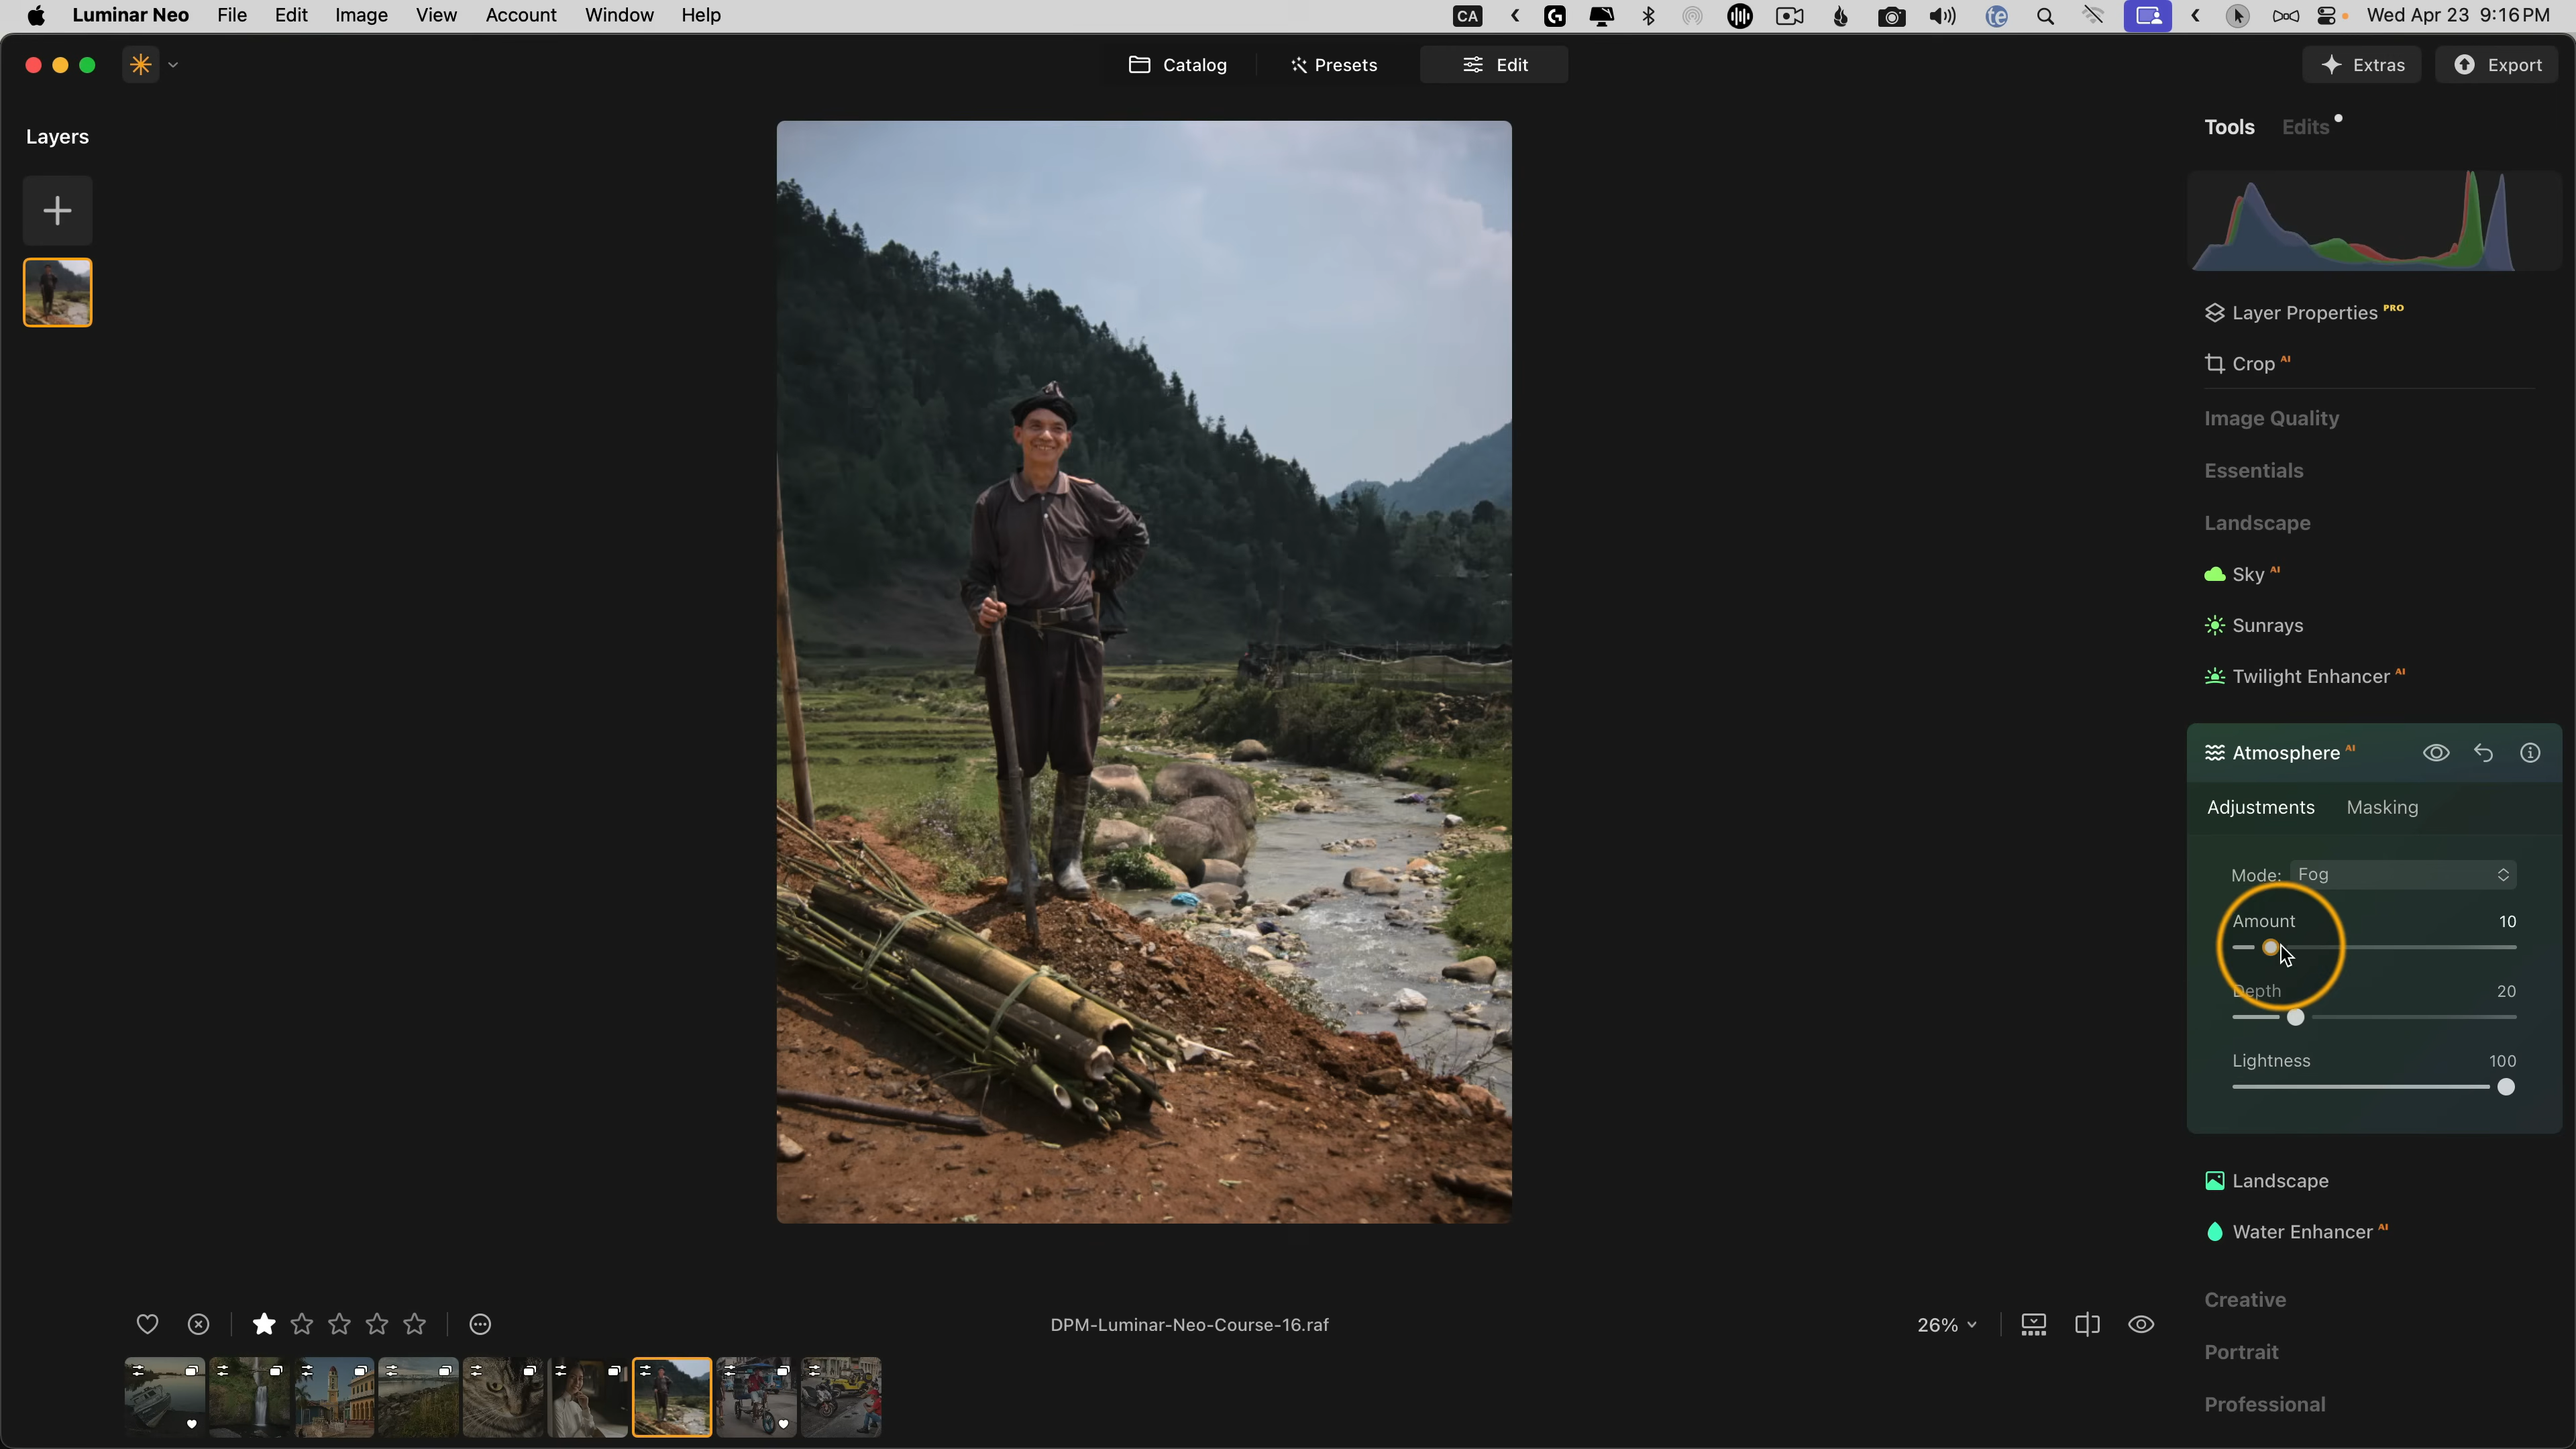 Luminar Neo File Edit Image View Account Window Help CA te Wed Apr 23 9:16 PM
Catalog Presets Edit Extras Export
Layers
Tools Edits
Layer Properties PRO
Crop AI
Image Quality
Essentials
Landscape
Sky AI
Sunrays
Twilight Enhancer AI
Atmosphere AI
Adjustments Masking
Mode: Fog
Amount 10
Depth 20
Lightness 100
Landscape
Water Enhancer AI
Creative
Portrait
Professional
DPM-Luminar-Neo-Course-16.raf 26%